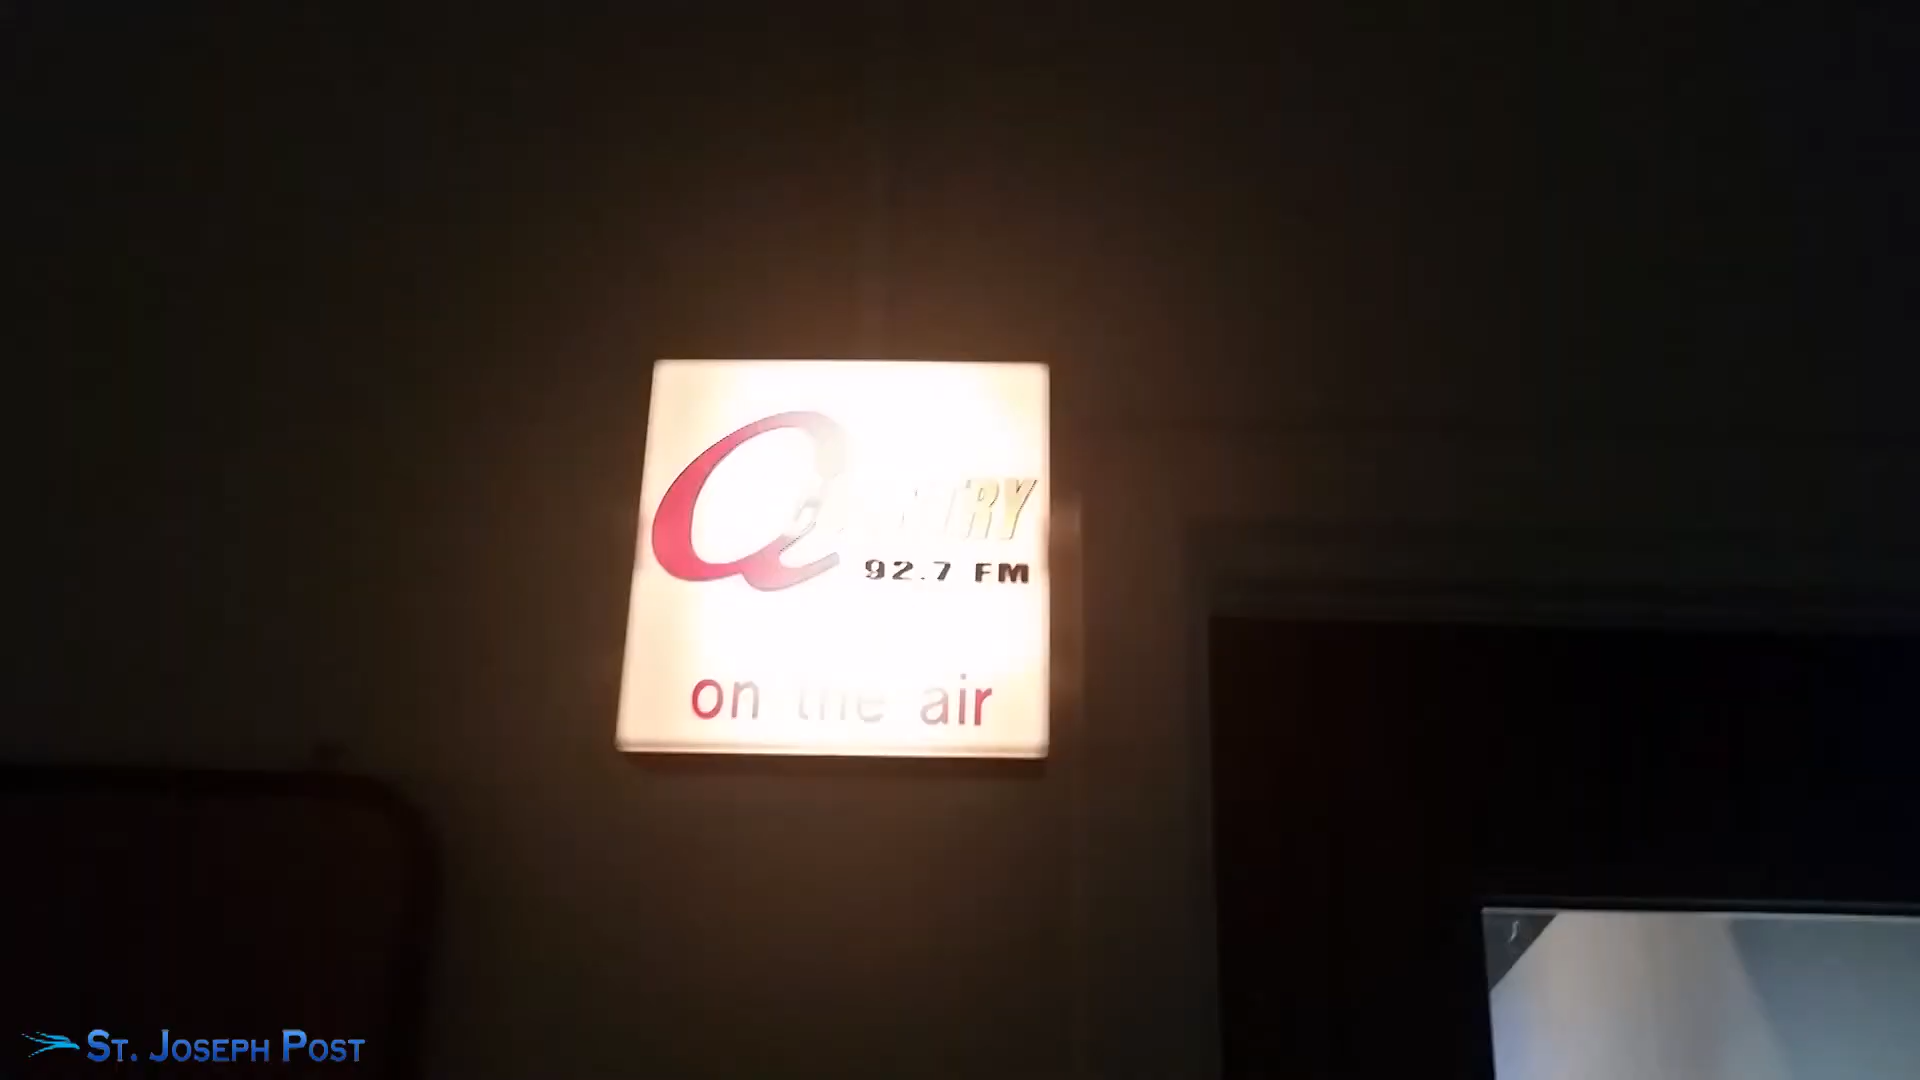 Q
92.7 FM
on the air
St. Joseph Post